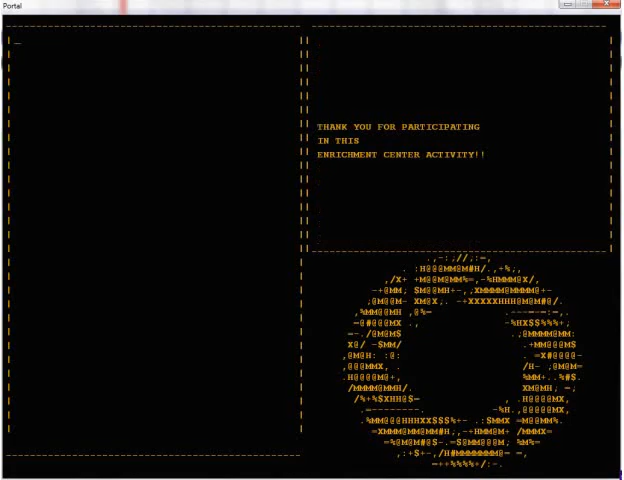 Portal
THANK YOU FOR PARTICIPATING
IN THIS
ENRICHMENT CENTER ACTIVITY!!